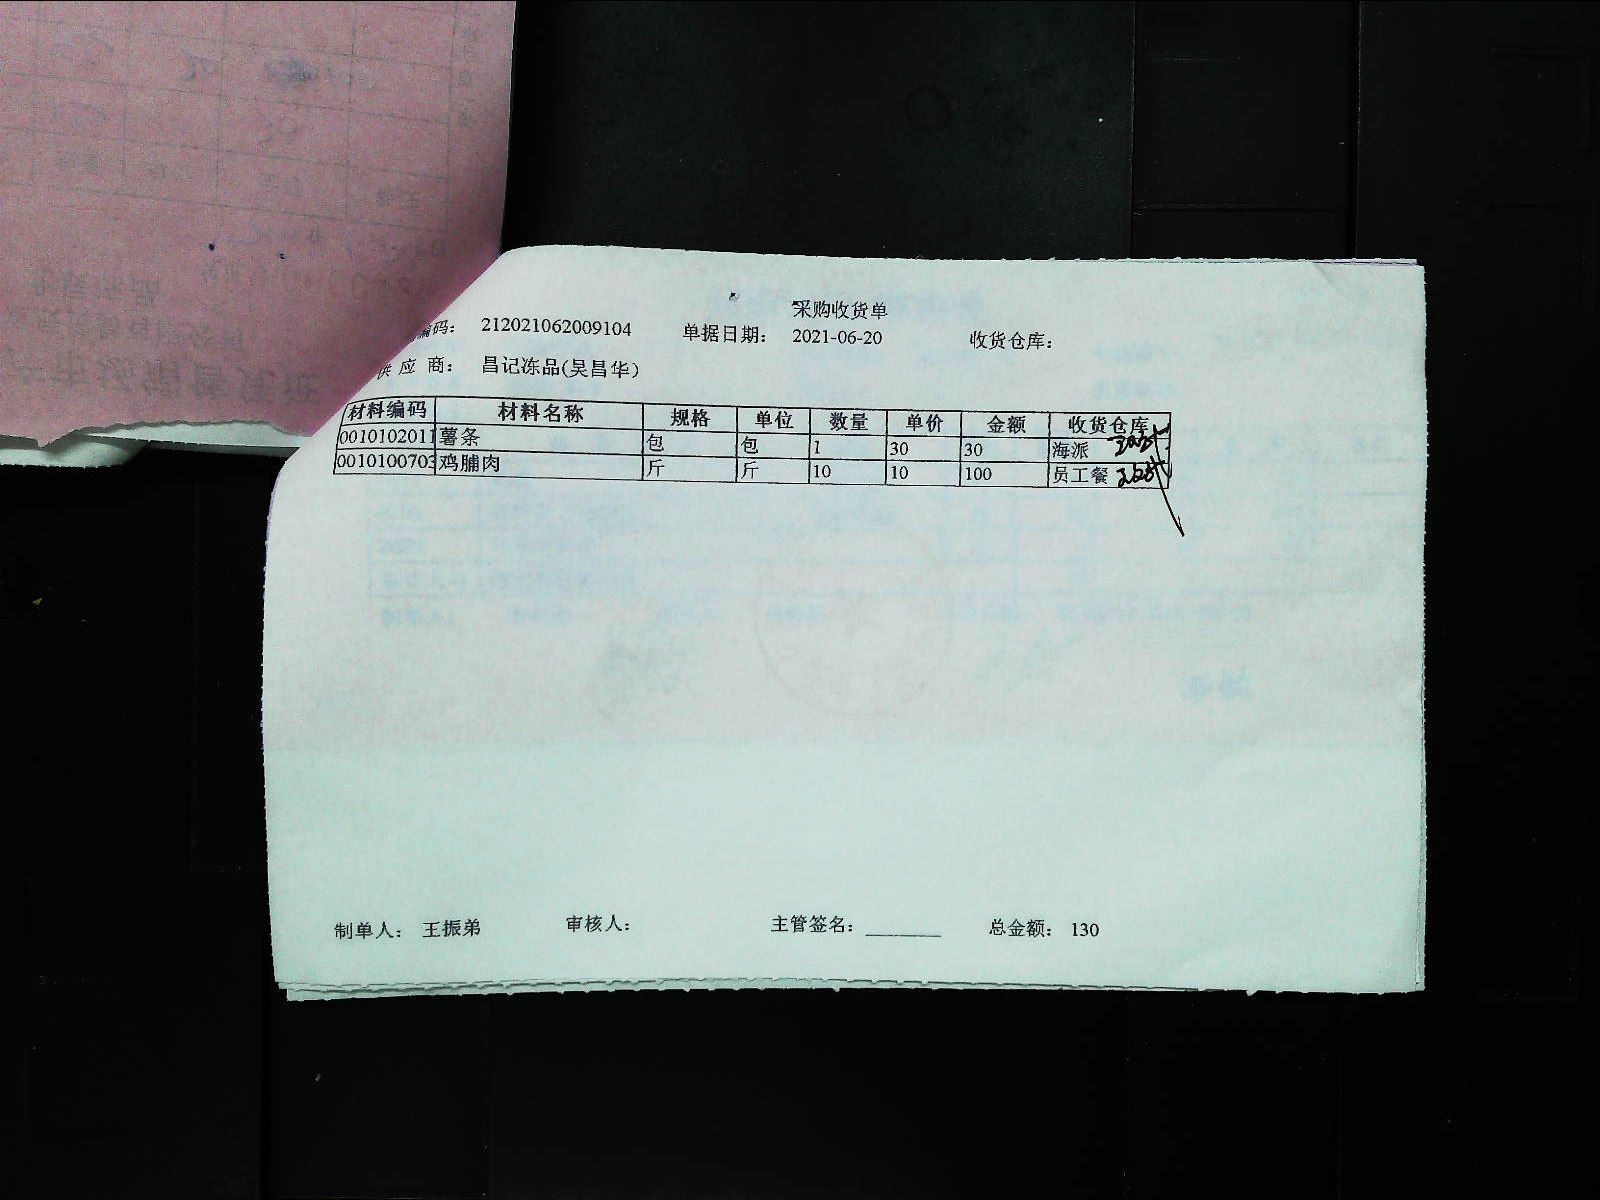 采购收货单
编码： 212021062009104 单据日期： 2021-06-20 收货仓库：
供应商： 昌记冻品(吴昌华)
材料编码 材料名称 规格 单位 数量 单价 金额 收货仓库
0010102011 薯条 包 包 1 30 30 海派
0010100703 鸡脯肉 斤 斤 10 10 100 员工餐
制单人： 王振弟 审核人： 主管签名： 总金额： 130